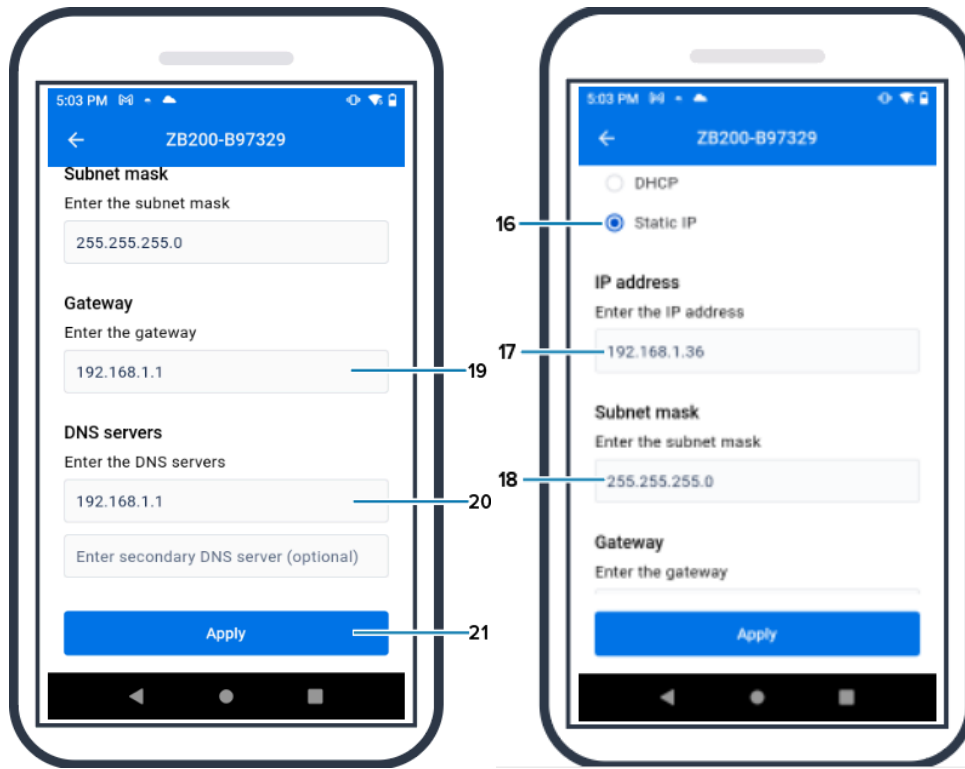 5:03 PM
ZB200-B97329
Subnet mask
Enter the subnet mask
255.255.255.0
Gateway
Enter the gateway
192.168.1.1
19
DNS servers
Enter the DNS servers
192.168.1.1
20
Enter secondary DNS server (optional)
Apply
21
5:03 PM
ZB200-B97329
DHCP
16
Static IP
IP address
Enter the IP address
17
192.168.1.36
Subnet mask
Enter the subnet mask
18
255.255.255.0
Gateway
Enter the gateway
Apply